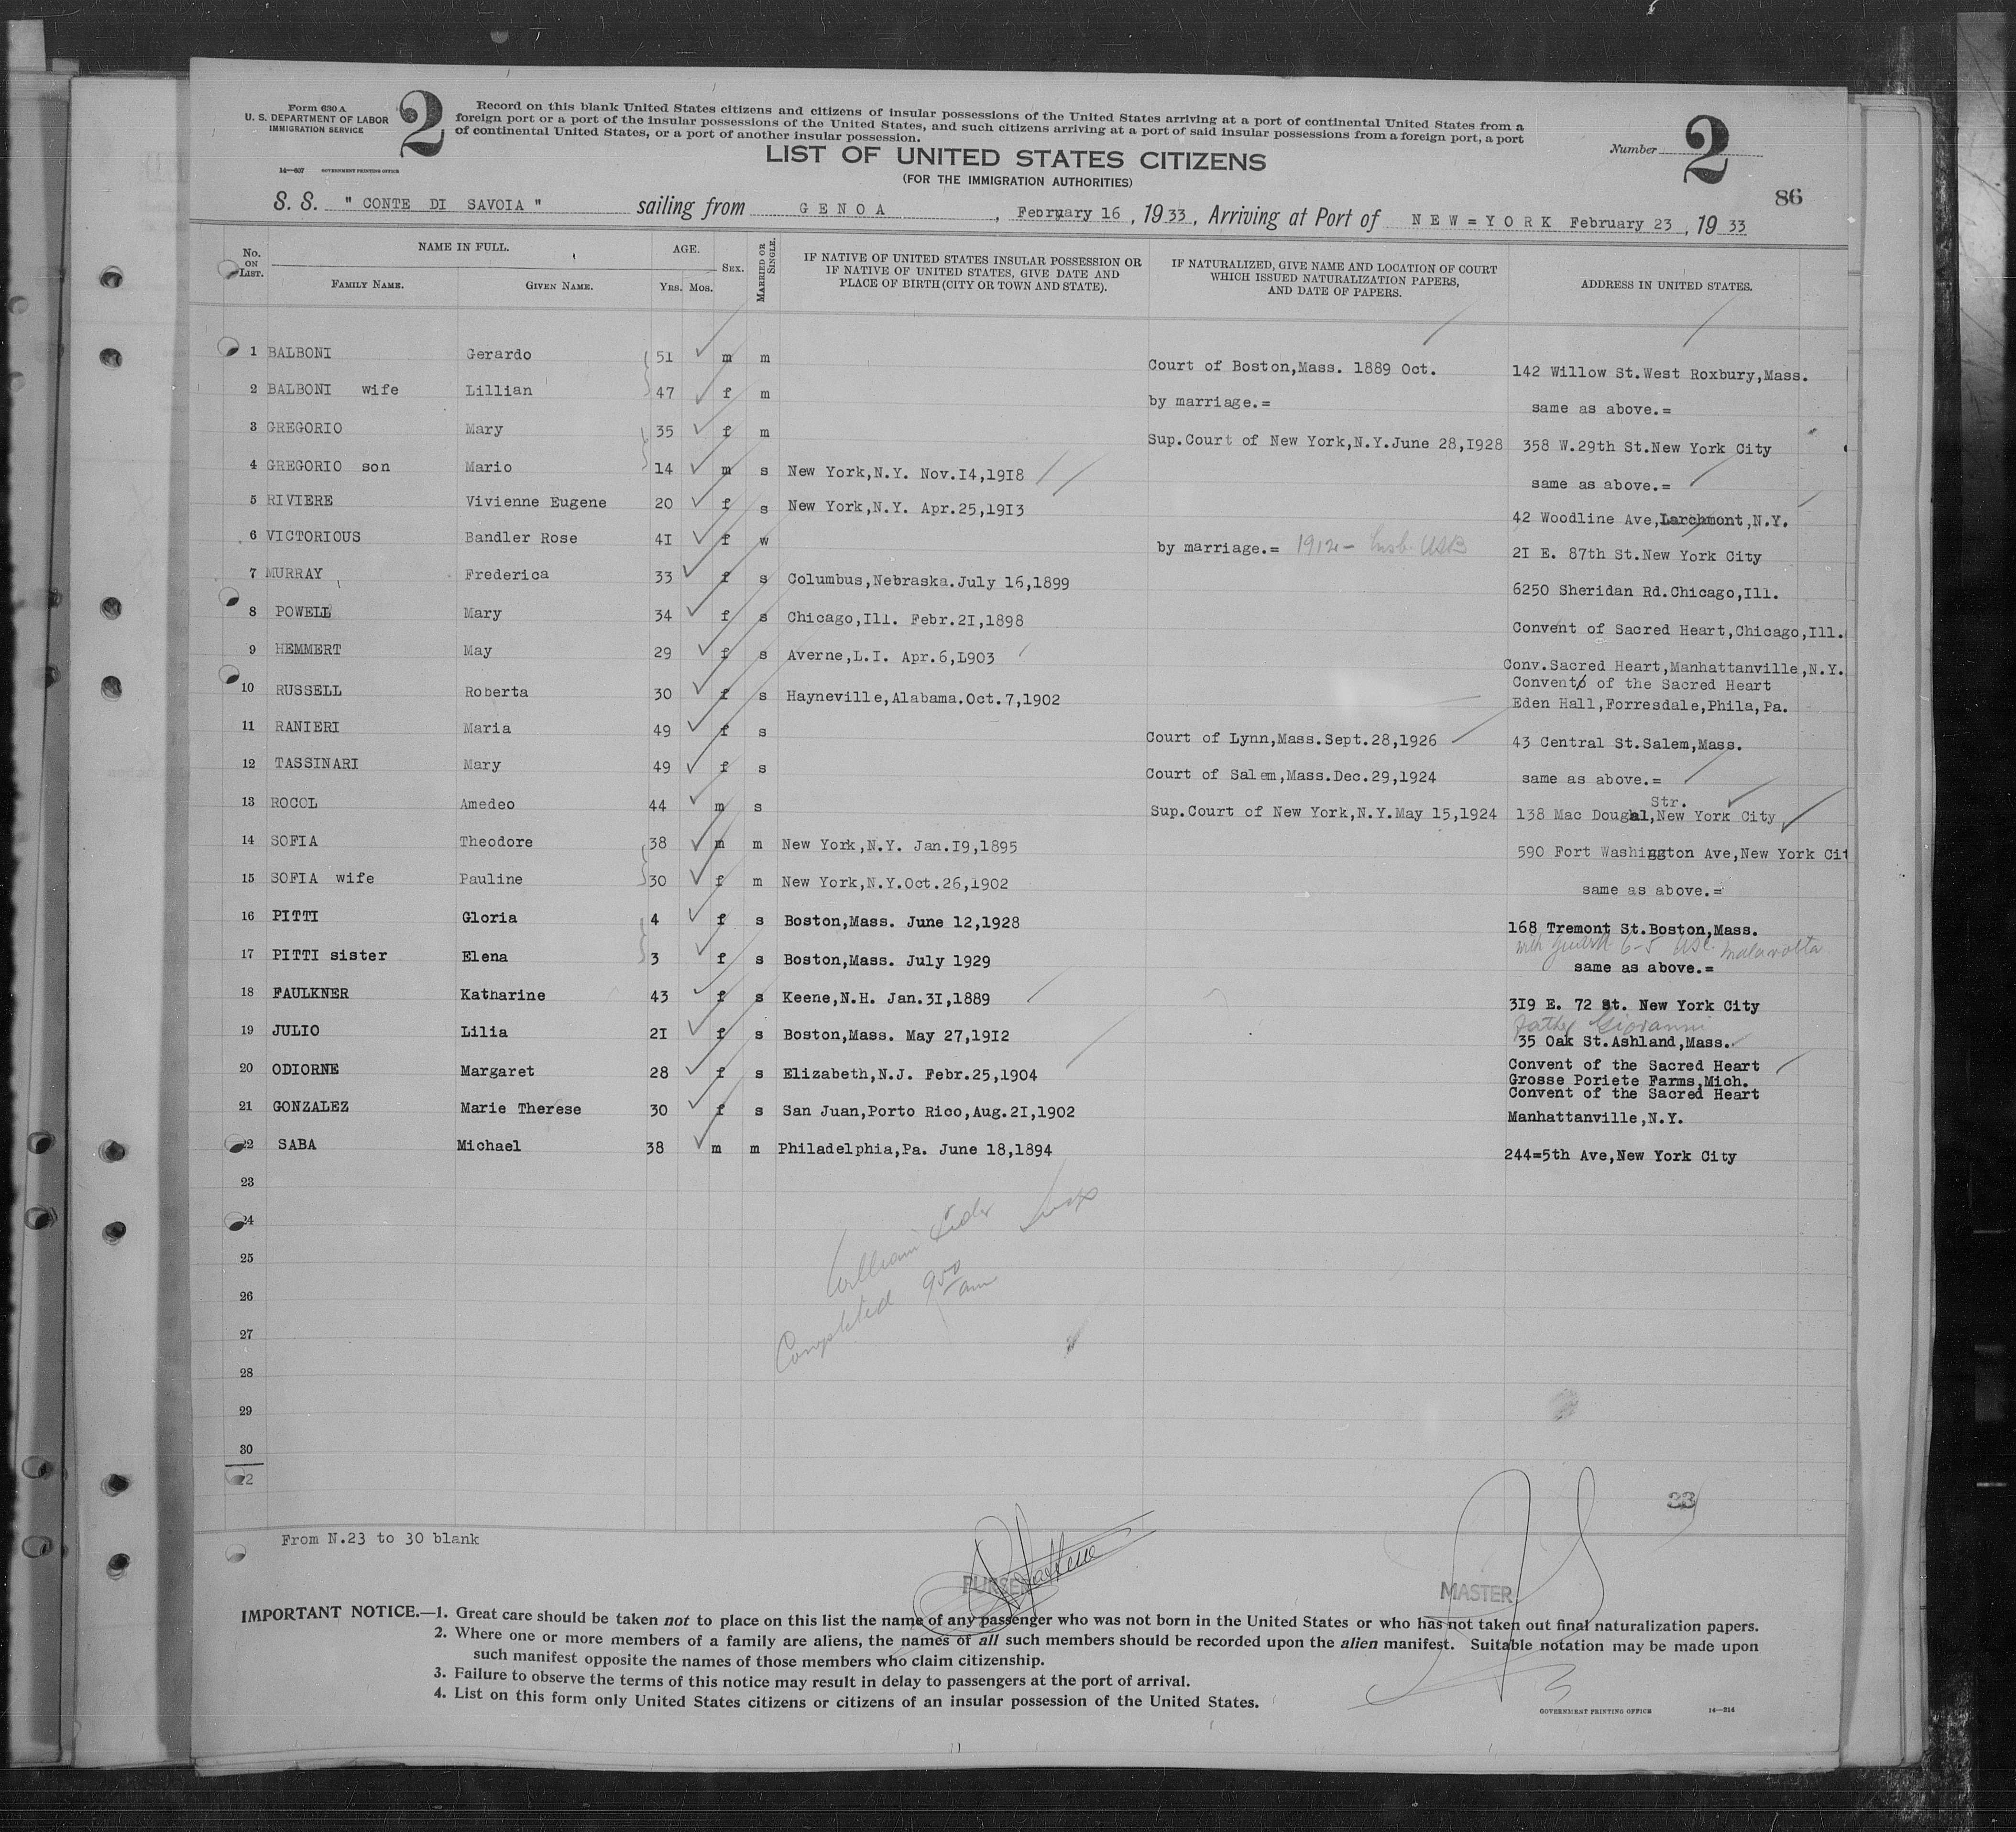 Form 630 A
U. S. DEPARTMENT OF LABOR
IMMIGRATION SERVICE
14—507 GOVERNMENT PRINTING OFFICE
2
Record on this blank United States citizens and citizens of insular possessions of the United States arriving at a port of continental United States from a
foreign port or a port of the insular possessions of the United States, and such citizens arriving at a port of said insular possessions from a foreign port, a port
of continental United States, or a port of another insular possession.
LIST OF UNITED STATES CITIZENS
(FOR THE IMMIGRATION AUTHORITIES)
Number 2
86
S. S. " CONTE DI SAVOIA " sailing from GENOA , February 16 , 1933 , Arriving at Port of NEW=YORK February 23 , 1933
No. ON LIST. NAME IN FULL. AGE. SEX. MARRIED OR SINGLE. IF NATIVE OF UNITED STATES INSULAR POSSESSION OR IF NATIVE OF UNITED STATES, GIVE DATE AND PLACE OF BIRTH (CITY OR TOWN AND STATE). IF NATURALIZED, GIVE NAME AND LOCATION OF COURT WHICH ISSUED NATURALIZATION PAPERS, AND DATE OF PAPERS. ADDRESS IN UNITED STATES.
FAMILY NAME. GIVEN NAME. YRS. MOS.
1 BALBONI Gerardo 51 m m Court of Boston,Mass. 1889 Oct. 142 Willow St.West Roxbury,Mass.
2 BALBONI wife Lillian 47 f m by marriage.= same as above.=
3 GREGORIO Mary 35 f m Sup.Court of New York,N.Y.June 28,I928 358 W.29th St.New York City
4 GREGORIO son Mario 14 m s New York,N.Y. Nov.I4,19I8 same as above.=
5 RIVIERE Vivienne Eugene 20 f s New York,N.Y. Apr.25,19I3 42 Woodline Ave,Larchmont,N.Y.
6 VICTORIOUS Bandler Rose 4I f w by marriage.= 1912- 2I E. 87th St.New York City
7 MURRAY Frederica 33 f s Columbus,Nebraska.July 16,1899 6250 Sheridan Rd.Chicago,Ill.
8 POWELL Mary 34 f s Chicago,Ill. Febr.2I,1898 Convent of Sacred Heart,Chicago,Ill.
9 HEMMERT May 29 f s Averne,L.I. Apr.6,L903 Conv.Sacred Heart,Manhattanville,N.Y.
10 RUSSELL Roberta 30 f s Hayneville,Alabama.Oct.7,1902 Convent of the Sacred Heart
Eden Hall,Forresdale,Phila,Pa.
11 RANIERI Maria 49 f s Court of Lynn,Mass.Sept.28,1926 43 Central St.Salem,Mass.
12 TASSINARI Mary 49 f s Court of Salem,Mass.Dec.29,1924 same as above.=
13 ROCOL Amedeo 44 m s Sup.Court of New York,N.Y.May 15,1924 138 Mac Dougal,Str. New York City
14 SOFIA Theodore 38 m m New York,N.Y. Jan.I9,1895 590 Fort Washington Ave,New York Cit
15 SOFIA wife Pauline 30 f m New York,N.Y.Oct.26,1902 same as above.=
16 PITTI Gloria 4 f s Boston,Mass. June 12,1928 168 Tremont St.Boston,Mass.
17 PITTI sister Elena 3 f s Boston,Mass. July 1929 same as above.=
18 FAULKNER Katharine 43 f s Keene,N.H. Jan.3I,1889 3I9 E. 72 St. New York City
Giovanni
19 JULIO Lilia 2I f s Boston,Mass. May 27,19I2 35 Oak St.Ashland,Mass.
20 ODIORNE Margaret 28 f s Elizabeth,N.J. Febr.25,1904 Convent of the Sacred Heart
Grosse Poriete Farms,Mich.
21 GONZALEZ Marie Therese 30 f s San Juan,Porto Rico,Aug.2I,1902 Convent of the Sacred Heart
Manhattanville,N.Y.
22 SABA Michael 38 m m Philadelphia,Pa. June 18,1894 244=5th Ave,New York City
23
24
25
26
27
28
29
30
William
Completed 9 50 am
33
From N.23 to 30 blank
PURSER
MASTER
IMPORTANT NOTICE.—1. Great care should be taken not to place on this list the name of any passenger who was not born in the United States or who has not taken out final naturalization papers.
2. Where one or more members of a family are aliens, the names of all such members should be recorded upon the alien manifest. Suitable notation may be made upon
such manifest opposite the names of those members who claim citizenship.
3. Failure to observe the terms of this notice may result in delay to passengers at the port of arrival.
4. List on this form only United States citizens or citizens of an insular possession of the United States.
GOVERNMENT PRINTING OFFICE 14—214